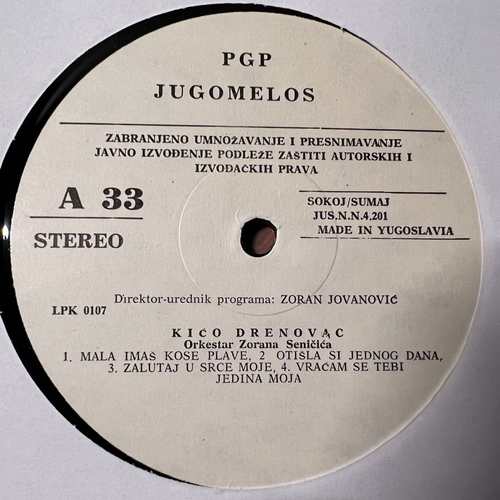 PGP
JUGOMELOS
ZABRANJENO UMNOŽAVANJE I PRESNIMAVANJE
JAVNO IZVOĐENJE PODLEŽE ZAŠTITI AUTORSKIH I
IZVOĐAČKIH PRAVA
A 33
STEREO
SOKOJ/SUMAJ
JUS,N.N.4,201
MADE IN YUGOSLAVIA
LPK 0107
Direktor-urednik programa: ZORAN JOVANOVIĆ
KIĆO DRENOVAC
Orkestar Zorana Seničića
1. MALA IMAŠ KOSE PLAVE, 2 OTIŠLA SI JEDNOG DANA,
3. ZALUTAJ U SRCE MOJE, 4. VRAĆAM SE TEBI
JEDINA MOJA